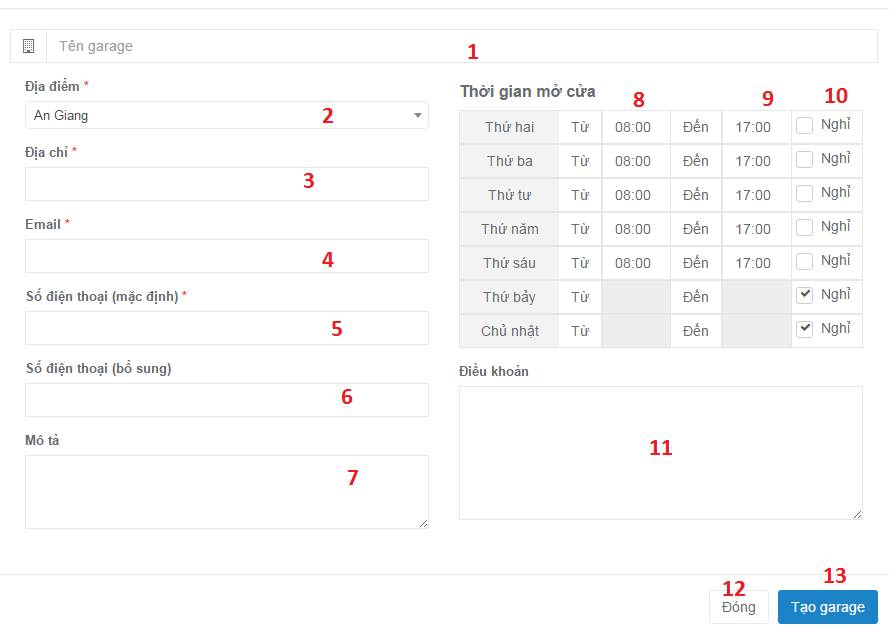 Tên garage
1
Địa điểm *
An Giang
2
Địa chỉ *
3
Email *
4
Số điện thoại (mặc định) *
5
Số điện thoại (bổ sung)
6
Mô tả
7
Thời gian mở cửa
8 9 10
Thứ hai Từ 08:00 Đến 17:00 Nghỉ
Thứ ba Từ 08:00 Đến 17:00 Nghỉ
Thứ tư Từ 08:00 Đến 17:00 Nghỉ
Thứ năm Từ 08:00 Đến 17:00 Nghỉ
Thứ sáu Từ 08:00 Đến 17:00 Nghỉ
Thứ bảy Từ Đến Nghỉ
Chủ nhật Từ Đến Nghỉ
Điều khoản
11
12 13
Đóng Tạo garage